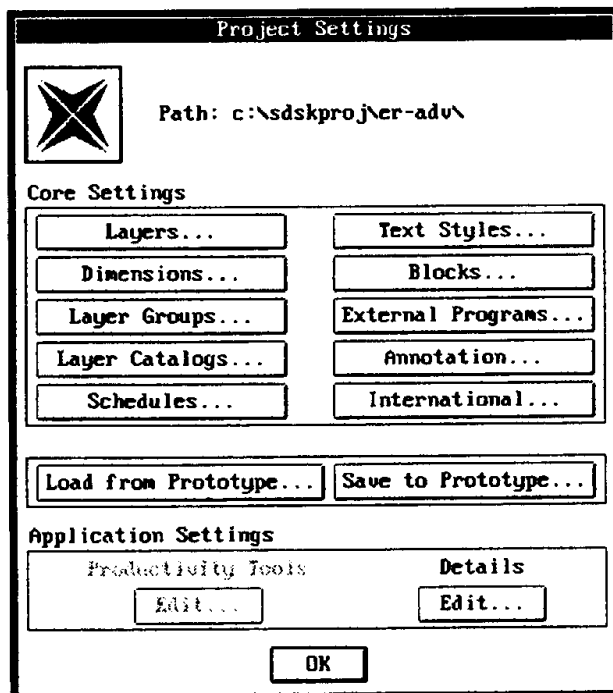 Project Settings
Path: c:\sdskproj\er-adv\
Core Settings
Layers... Text Styles...
Dimensions... Blocks...
Layer Groups... External Programs...
Layer Catalogs... Annotation...
Schedules... International...
Load from Prototype... Save to Prototype...
Application Settings
Productivity Tools Details
Edit... Edit...
OK